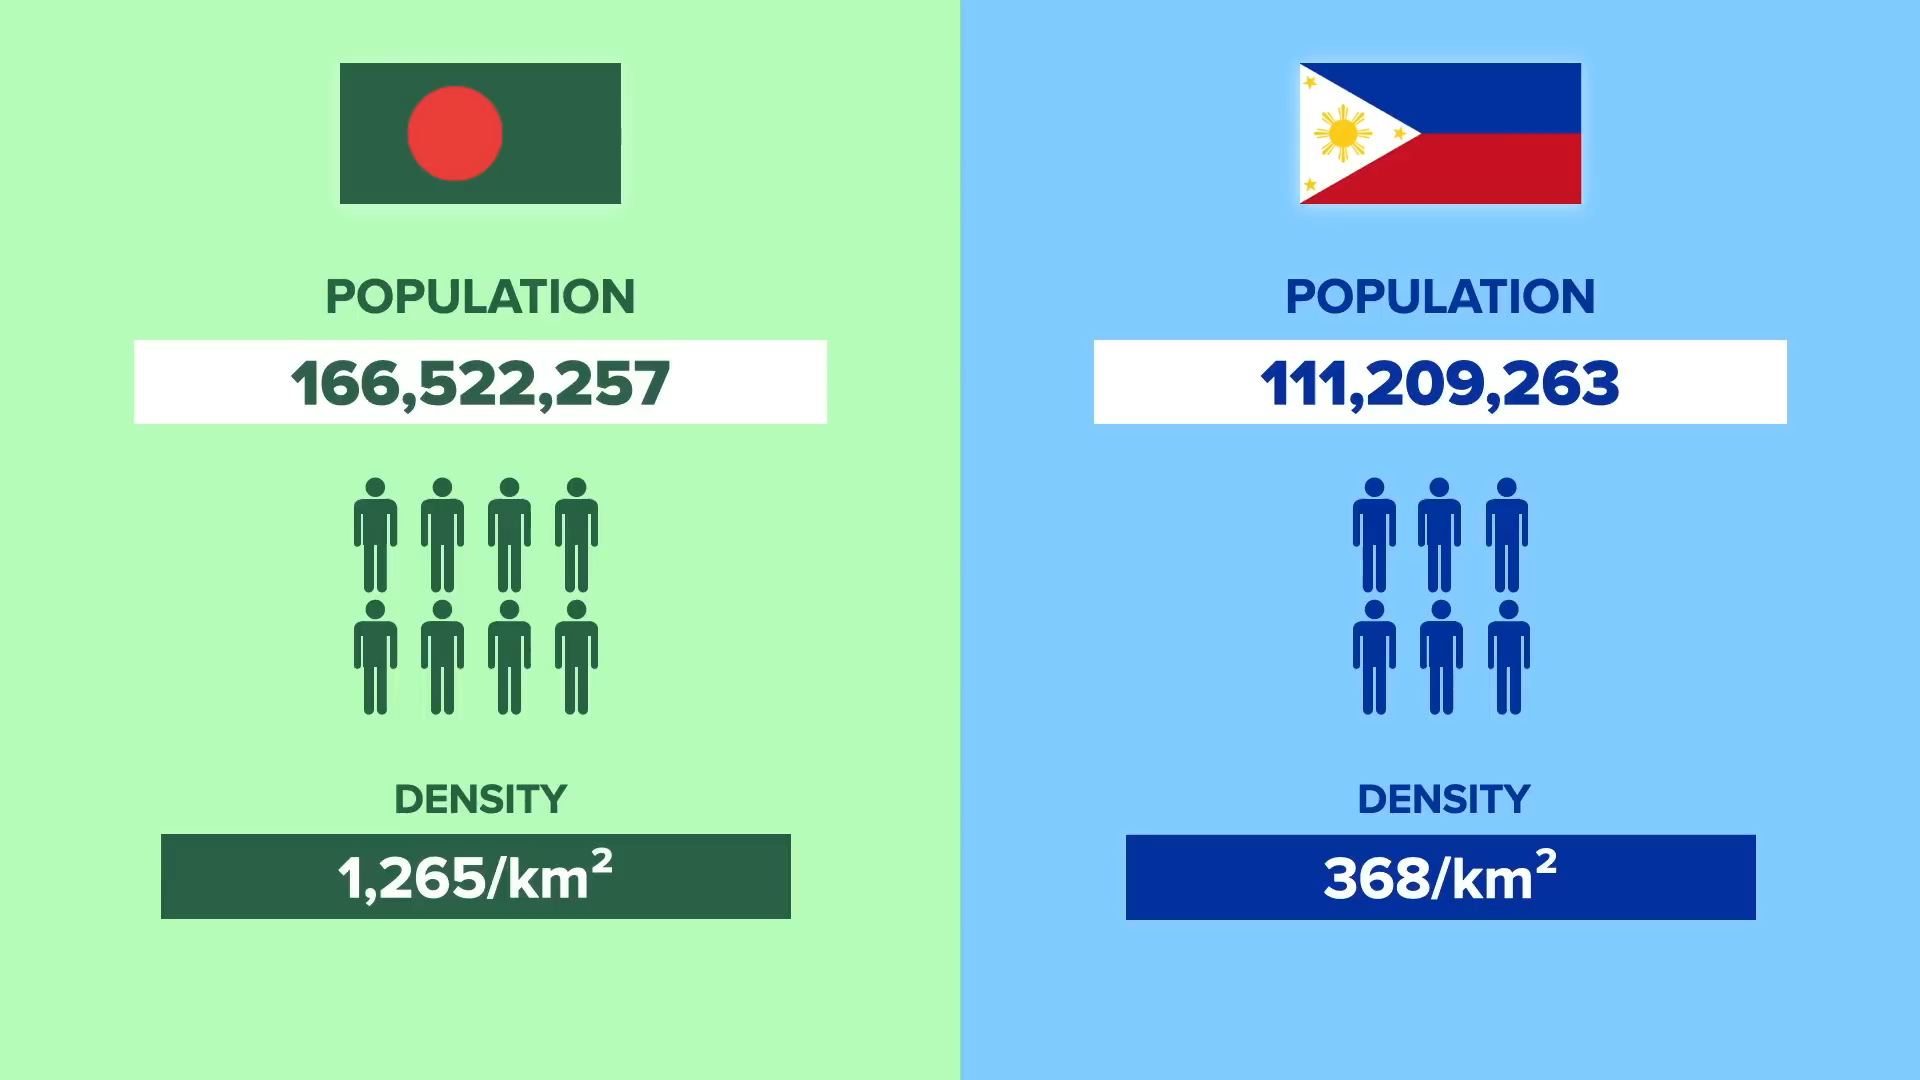 POPULATION
166,522,257
DENSITY
1,265/km²
POPULATION
111,209,263
DENSITY
368/km²